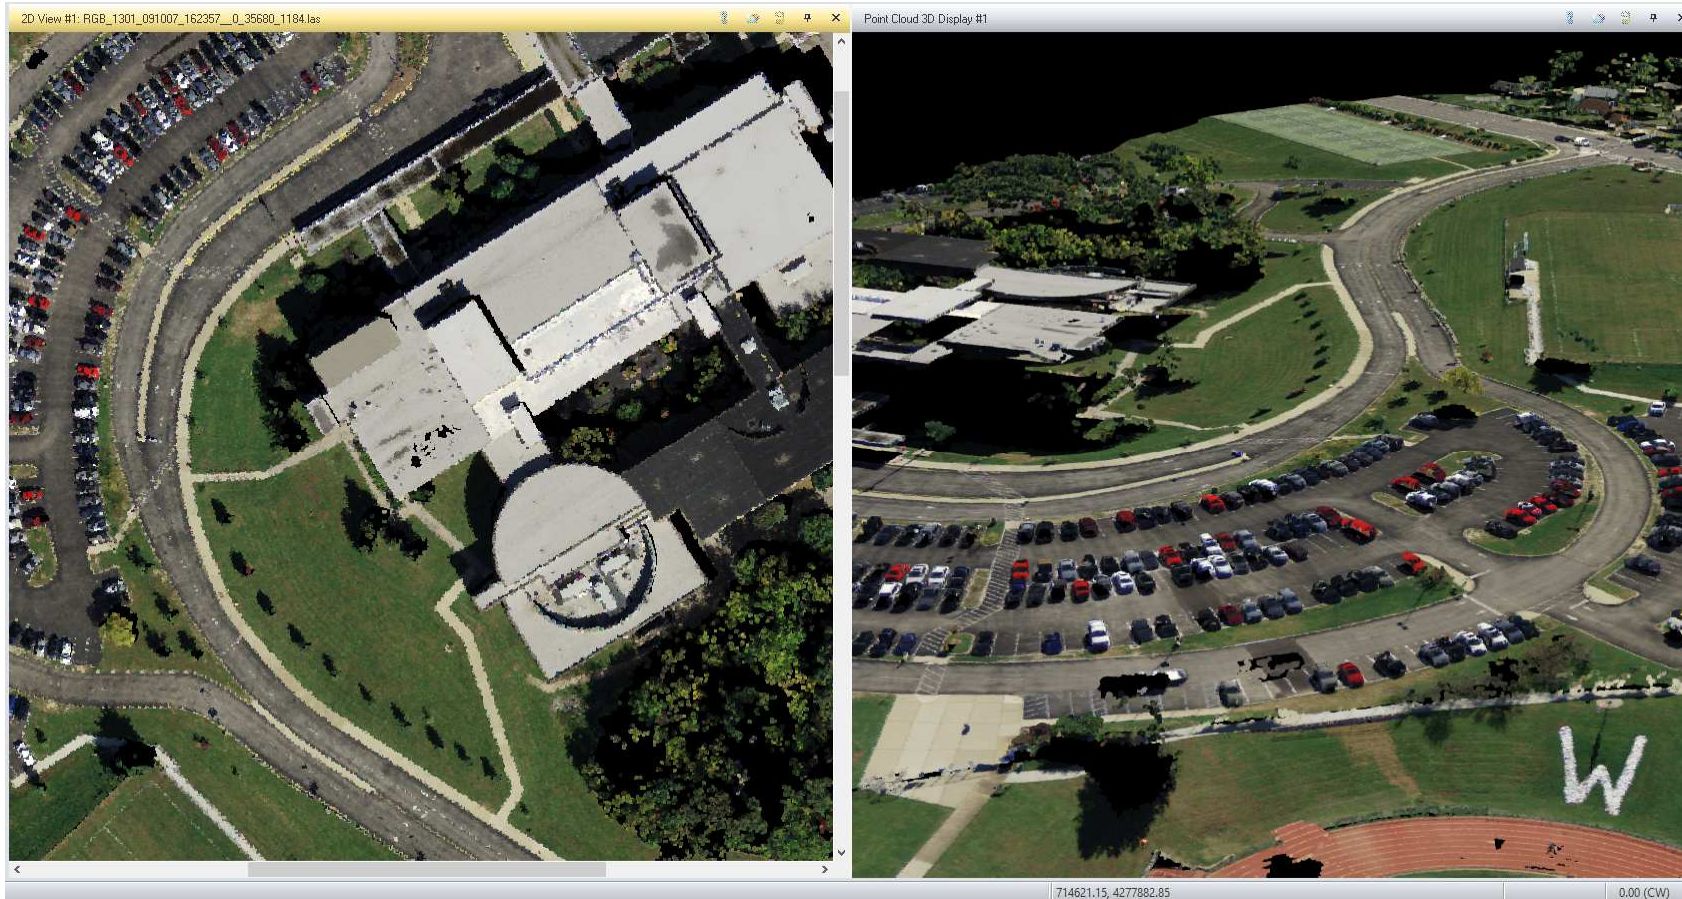 2D View #1: RGB_1301_091007_162357__0_35680_1184.las
Point Cloud 3D Display #1
W
714621.15, 4277882.85
0.00 (CW)